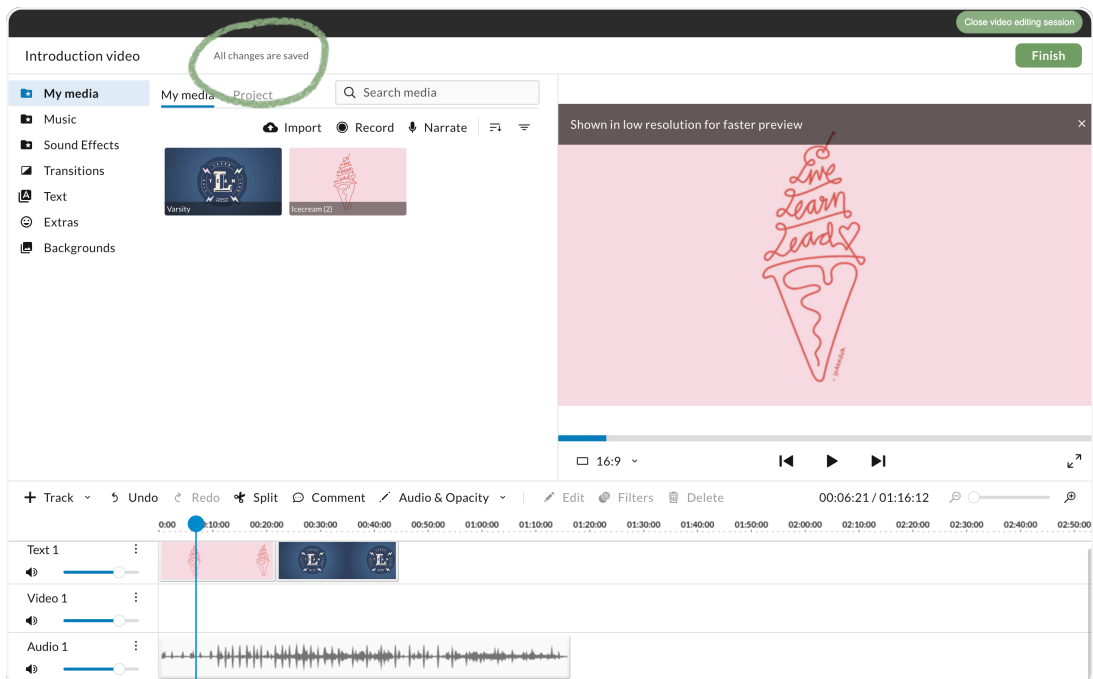 Close video editing session
Introduction video
All changes are saved
Finish
My media
Music
Sound Effects
Transitions
Text
Extras
Backgrounds
My media Project
Search media
Import Record Narrate
Varsity
Icecream (2)
Shown in low resolution for faster preview
Live
Learn
Lead
16:9
Track Undo Redo Split Comment Audio & Opacity Edit Filters Delete 00:06:21 / 01:16:12
0:00 0:10:00 00:20:00 00:30:00 00:40:00 00:50:00 01:00:00 01:10:00 01:20:00 01:30:00 01:40:00 01:50:00 02:00:00 02:10:00 02:20:00 02:30:00 02:40:00 02:50:00
Text 1
Video 1
Audio 1